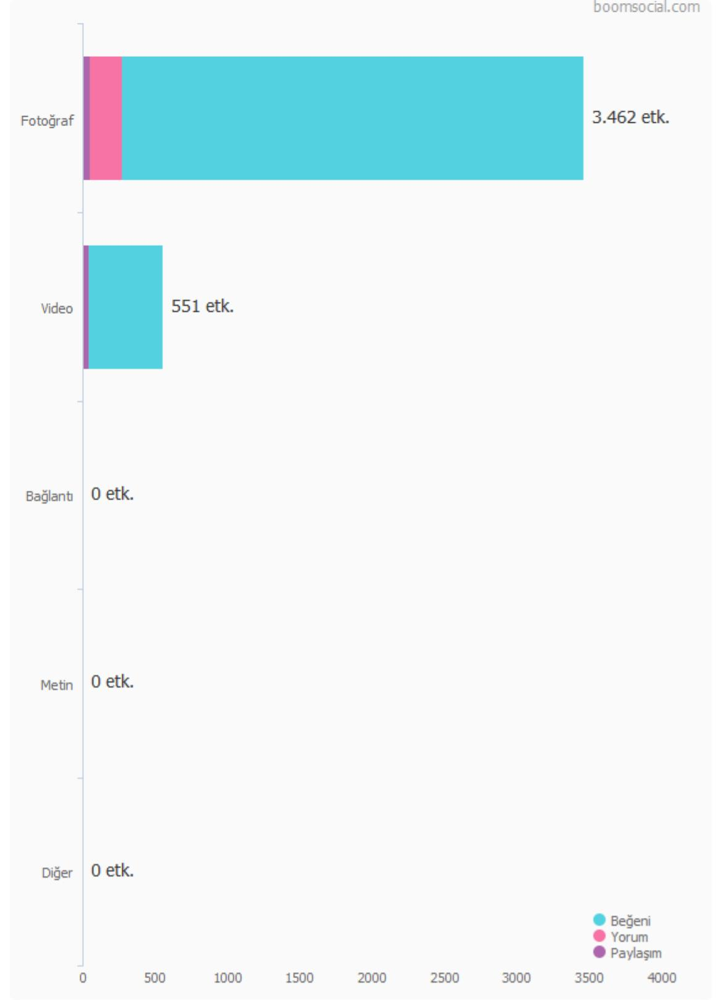 boomsocial.com
Fotoğraf
3.462 etk.
Video
551 etk.
Bağlantı
0 etk.
Metin
0 etk.
Diğer
0 etk.
Beğeni
Yorum
Paylaşım
0 500 1000 1500 2000 2500 3000 3500 4000